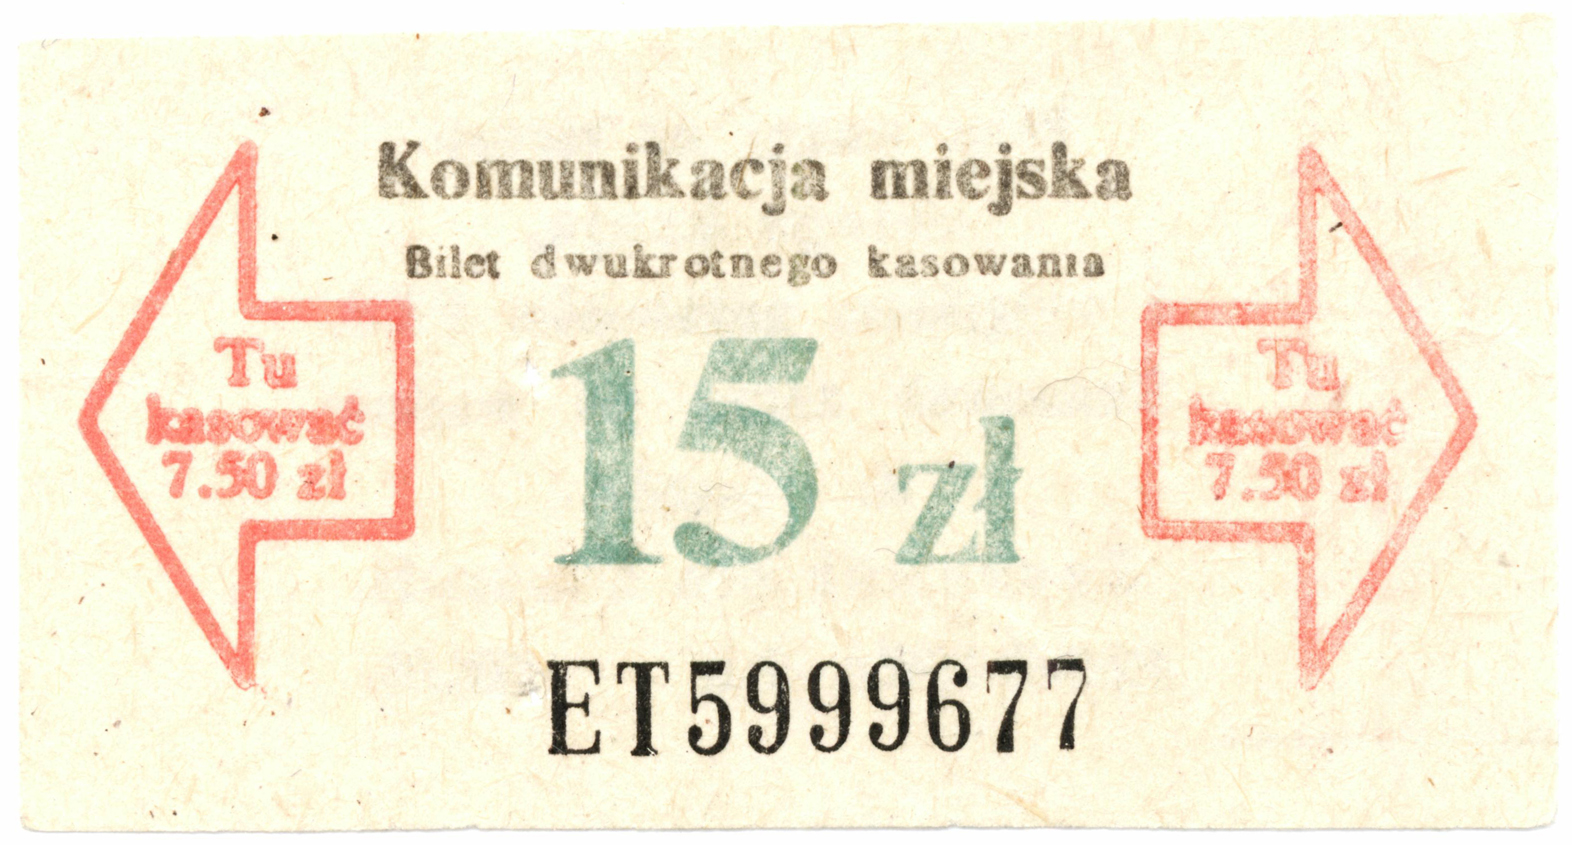 Komunikacja miejska
Bilet dwukrotnego kasowania
Tu
kasować
7.50 zł
15 zł
Tu
kasować
7.50 zł
ET5999677